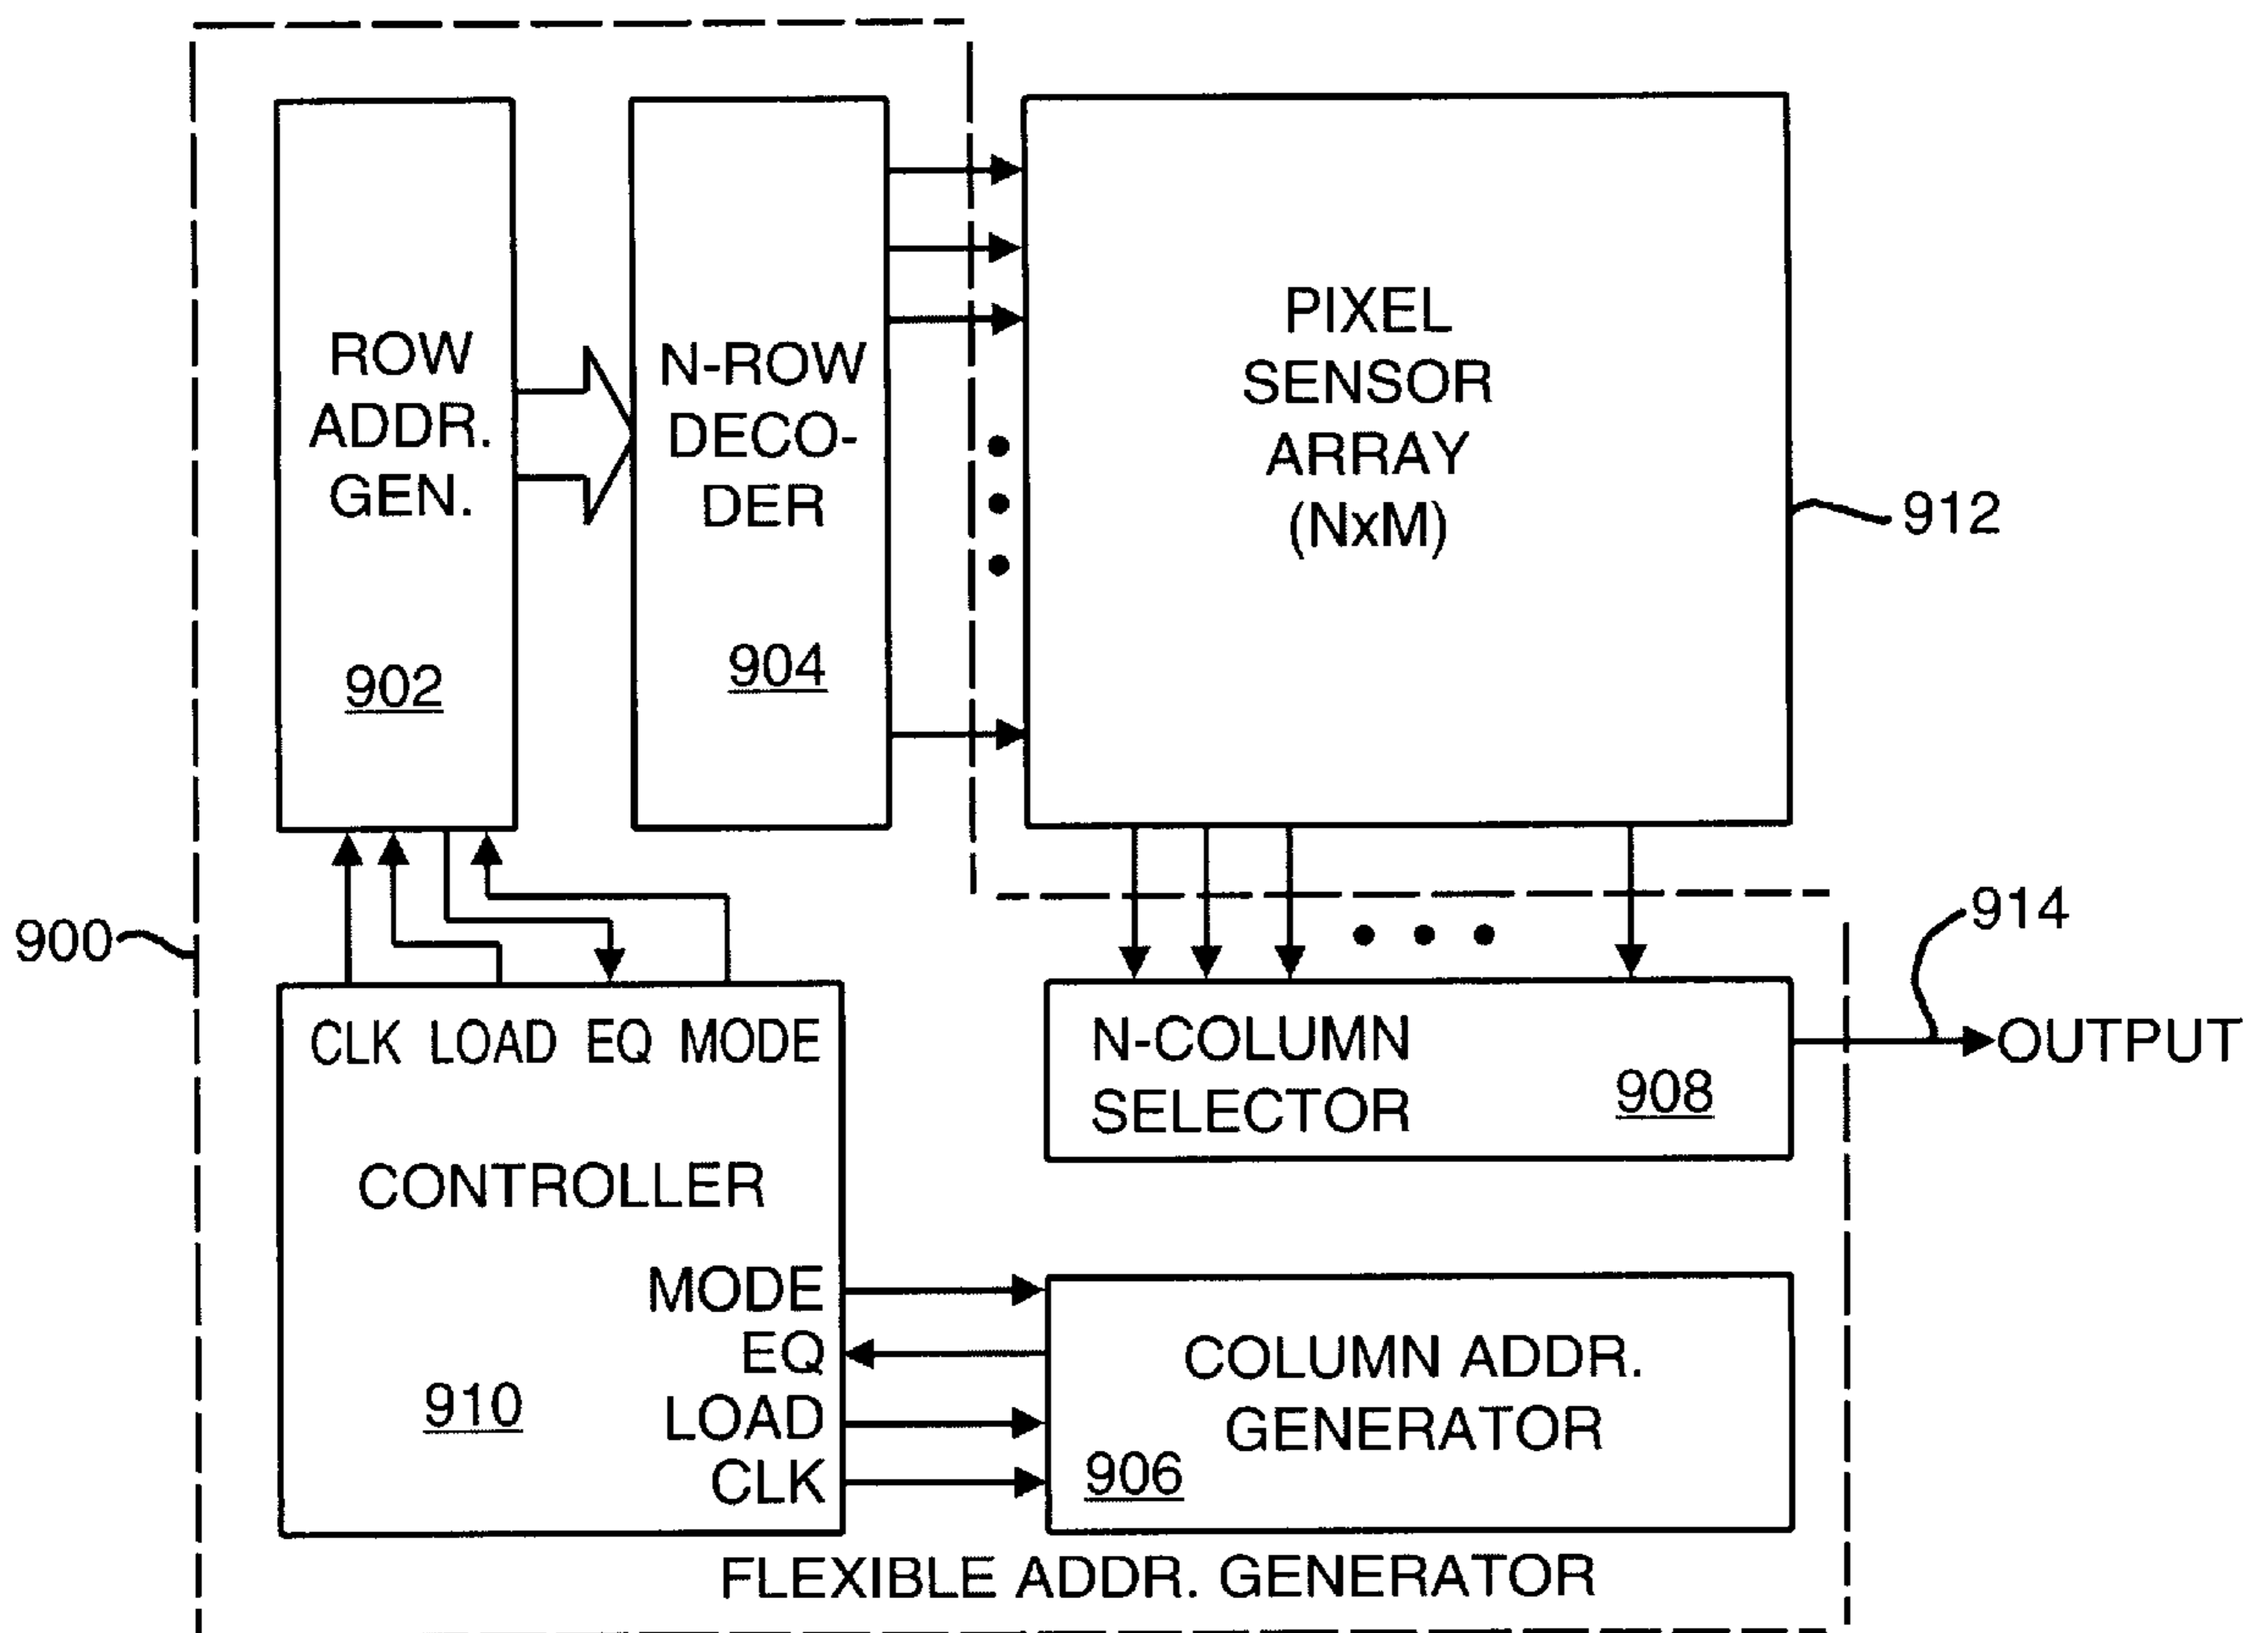 ROW
ADDR.
GEN.
902
N-ROW
DECO-
DER
904
PIXEL
SENSOR
ARRAY
(NxM)
912
900
914
CLK LOAD EQ MODE
CONTROLLER
910
MODE
EQ
LOAD
CLK
N-COLUMN
SELECTOR
908
OUTPUT
COLUMN ADDR.
GENERATOR
906
FLEXIBLE ADDR. GENERATOR